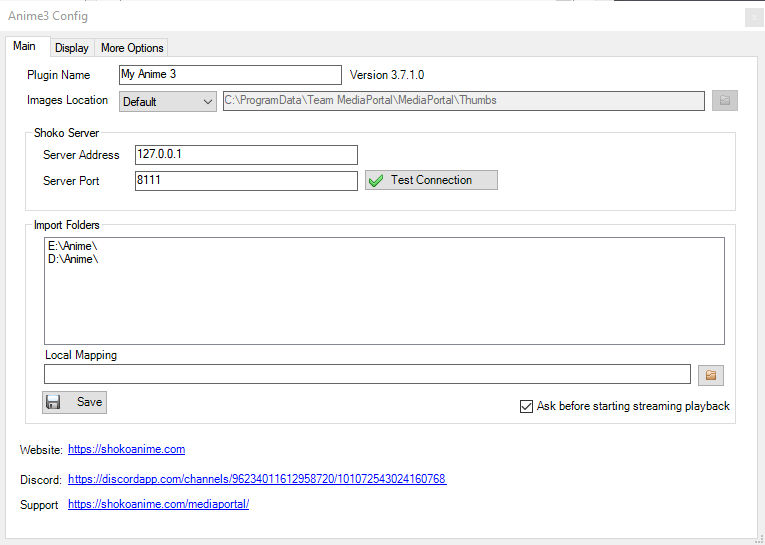 Anime3 Config
Main Display More Options
Plugin Name My Anime 3 Version 3.7.1.0
Images Location Default C:\ProgramData\Team MediaPortal\MediaPortal\Thumbs
Shoko Server
Server Address 127.0.0.1
Server Port 8111 Test Connection
Import Folders
E:\Anime\
D:\Anime\
Local Mapping
Save
Ask before starting streaming playback
Website: https://shokoanime.com
Discord: https://discordapp.com/channels/96234011612958720/101072543024160768
Support https://shokoanime.com/mediaportal/